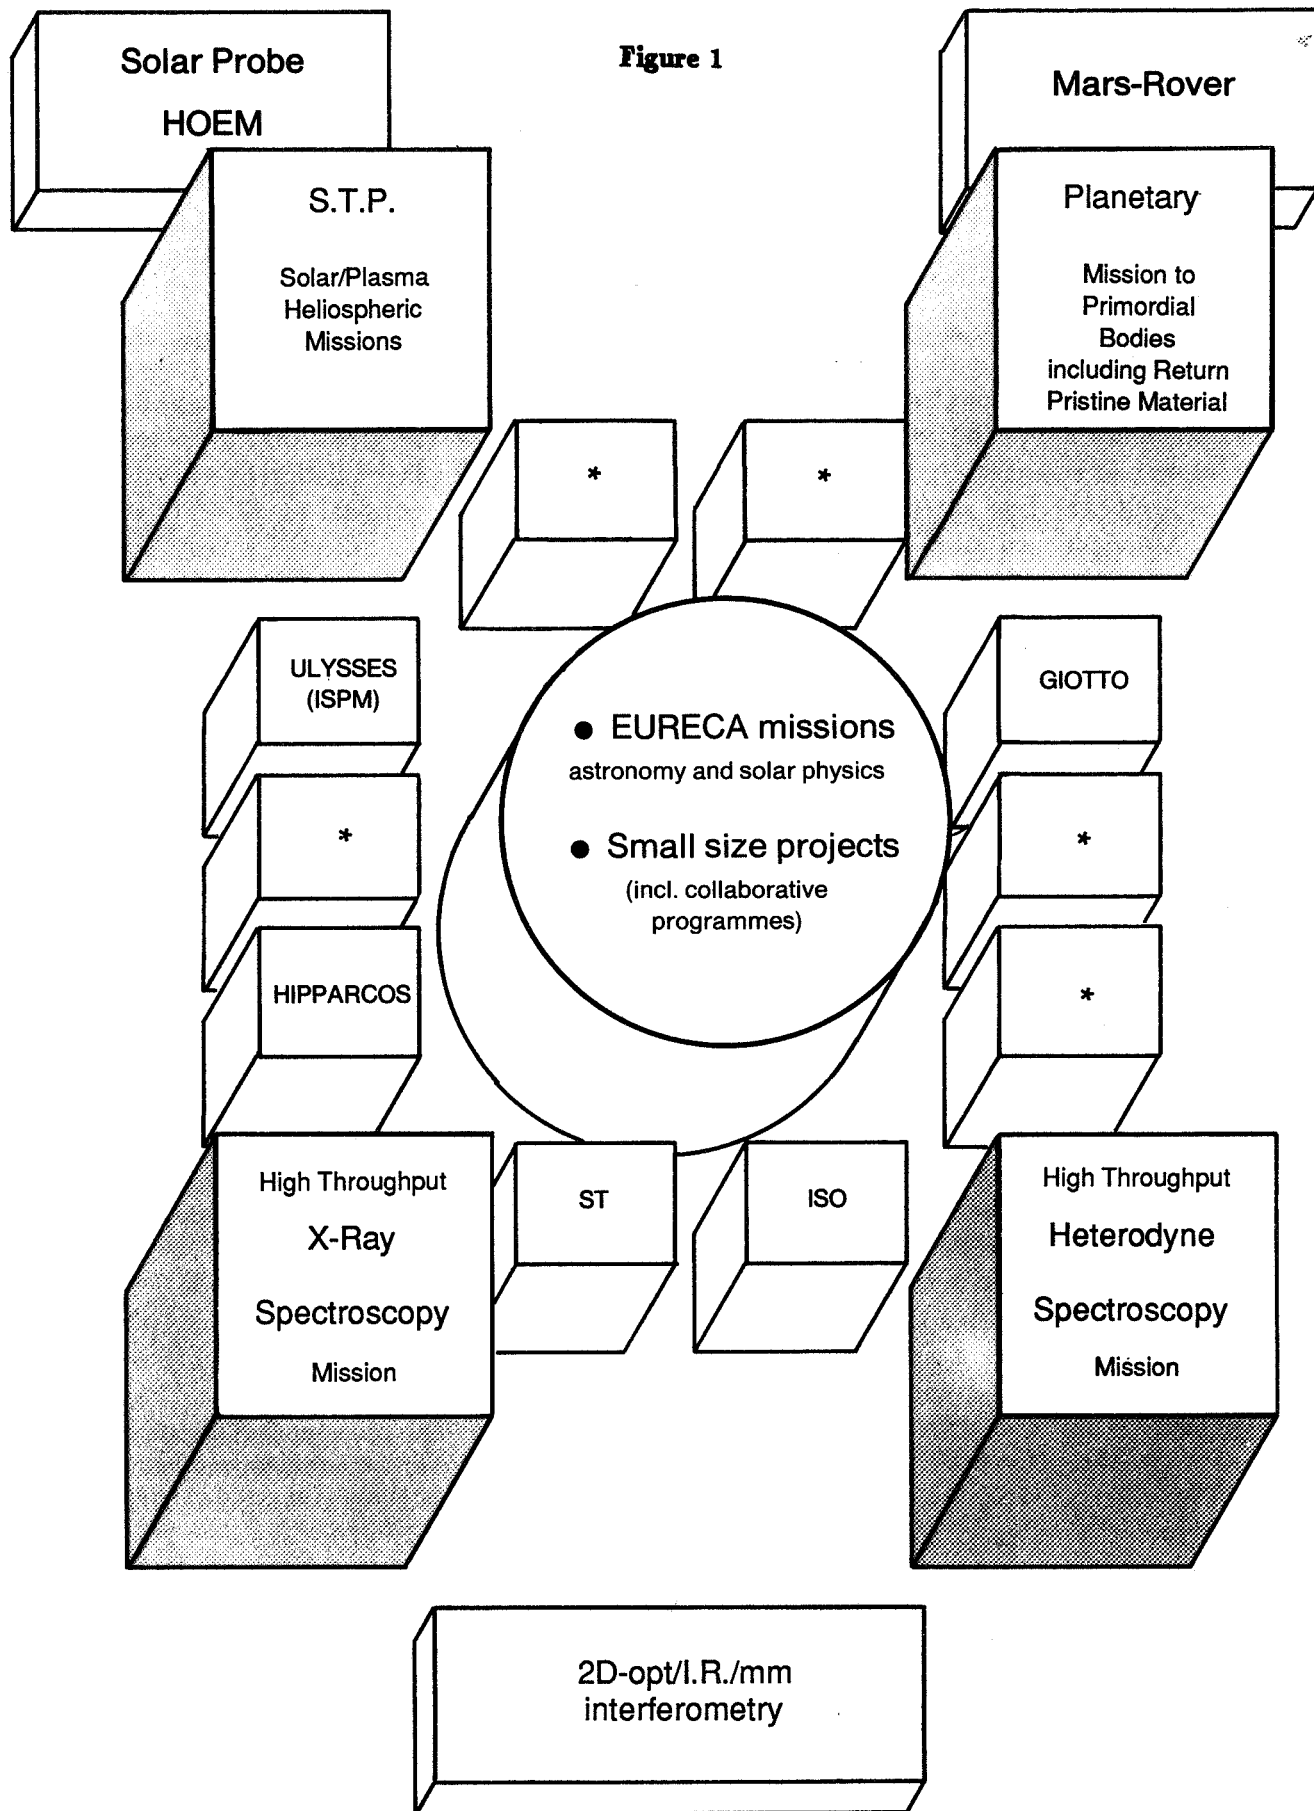 Figure 1
Solar Probe
HOEM
Mars-Rover
S.T.P.
Solar/Plasma
Heliospheric
Missions
Planetary
Mission to
Primordial
Bodies
including Return
Pristine Material
*
*
ULYSSES
(ISPM)
*
HIPPARCOS
● EURECA missions
astronomy and solar physics
● Small size projects
(incl. collaborative
programmes)
GIOTTO
*
*
High Throughput
X-Ray
Spectroscopy
Mission
ST
ISO
High Throughput
Heterodyne
Spectroscopy
Mission
2D-opt/I.R./mm
interferometry